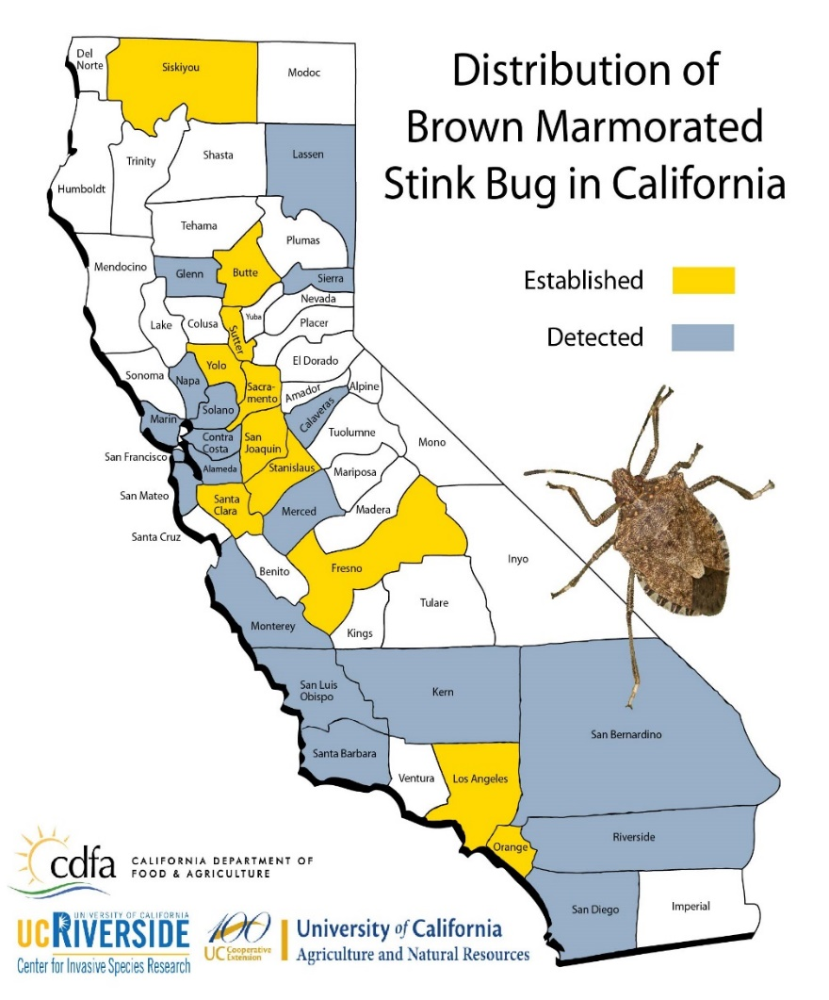 Distribution of
Brown Marmorated
Stink Bug in California
Established
Detected
Del
Norte
Siskiyou
Modoc
Humboldt
Trinity
Shasta
Lassen
Tehama
Plumas
Mendocino
Glenn
Butte
Sierra
Nevada
Lake
Colusa
Sutter
Yuba
Placer
Sonoma
Napa
Yolo
Sacra-
mento
El Dorado
Amador
Alpine
Marin
Solano
Calaveras
Contra
Costa
San
Joaquin
Tuolumne
Mono
San Francisco
Alameda
Stanislaus
Mariposa
San Mateo
Santa
Clara
Merced
Madera
Santa Cruz
Benito
Fresno
Inyo
Monterey
Kings
Tulare
San Luis
Obispo
Kern
San Bernardino
Santa Barbara
Ventura
Los Angeles
Orange
Riverside
San Diego
Imperial
cdfa
CALIFORNIA DEPARTMENT OF
FOOD & AGRICULTURE
UNIVERSITY OF CALIFORNIA
UCRIVERSIDE
Center for Invasive Species Research
100
UC Cooperative
Extension
University of California
Agriculture and Natural Resources